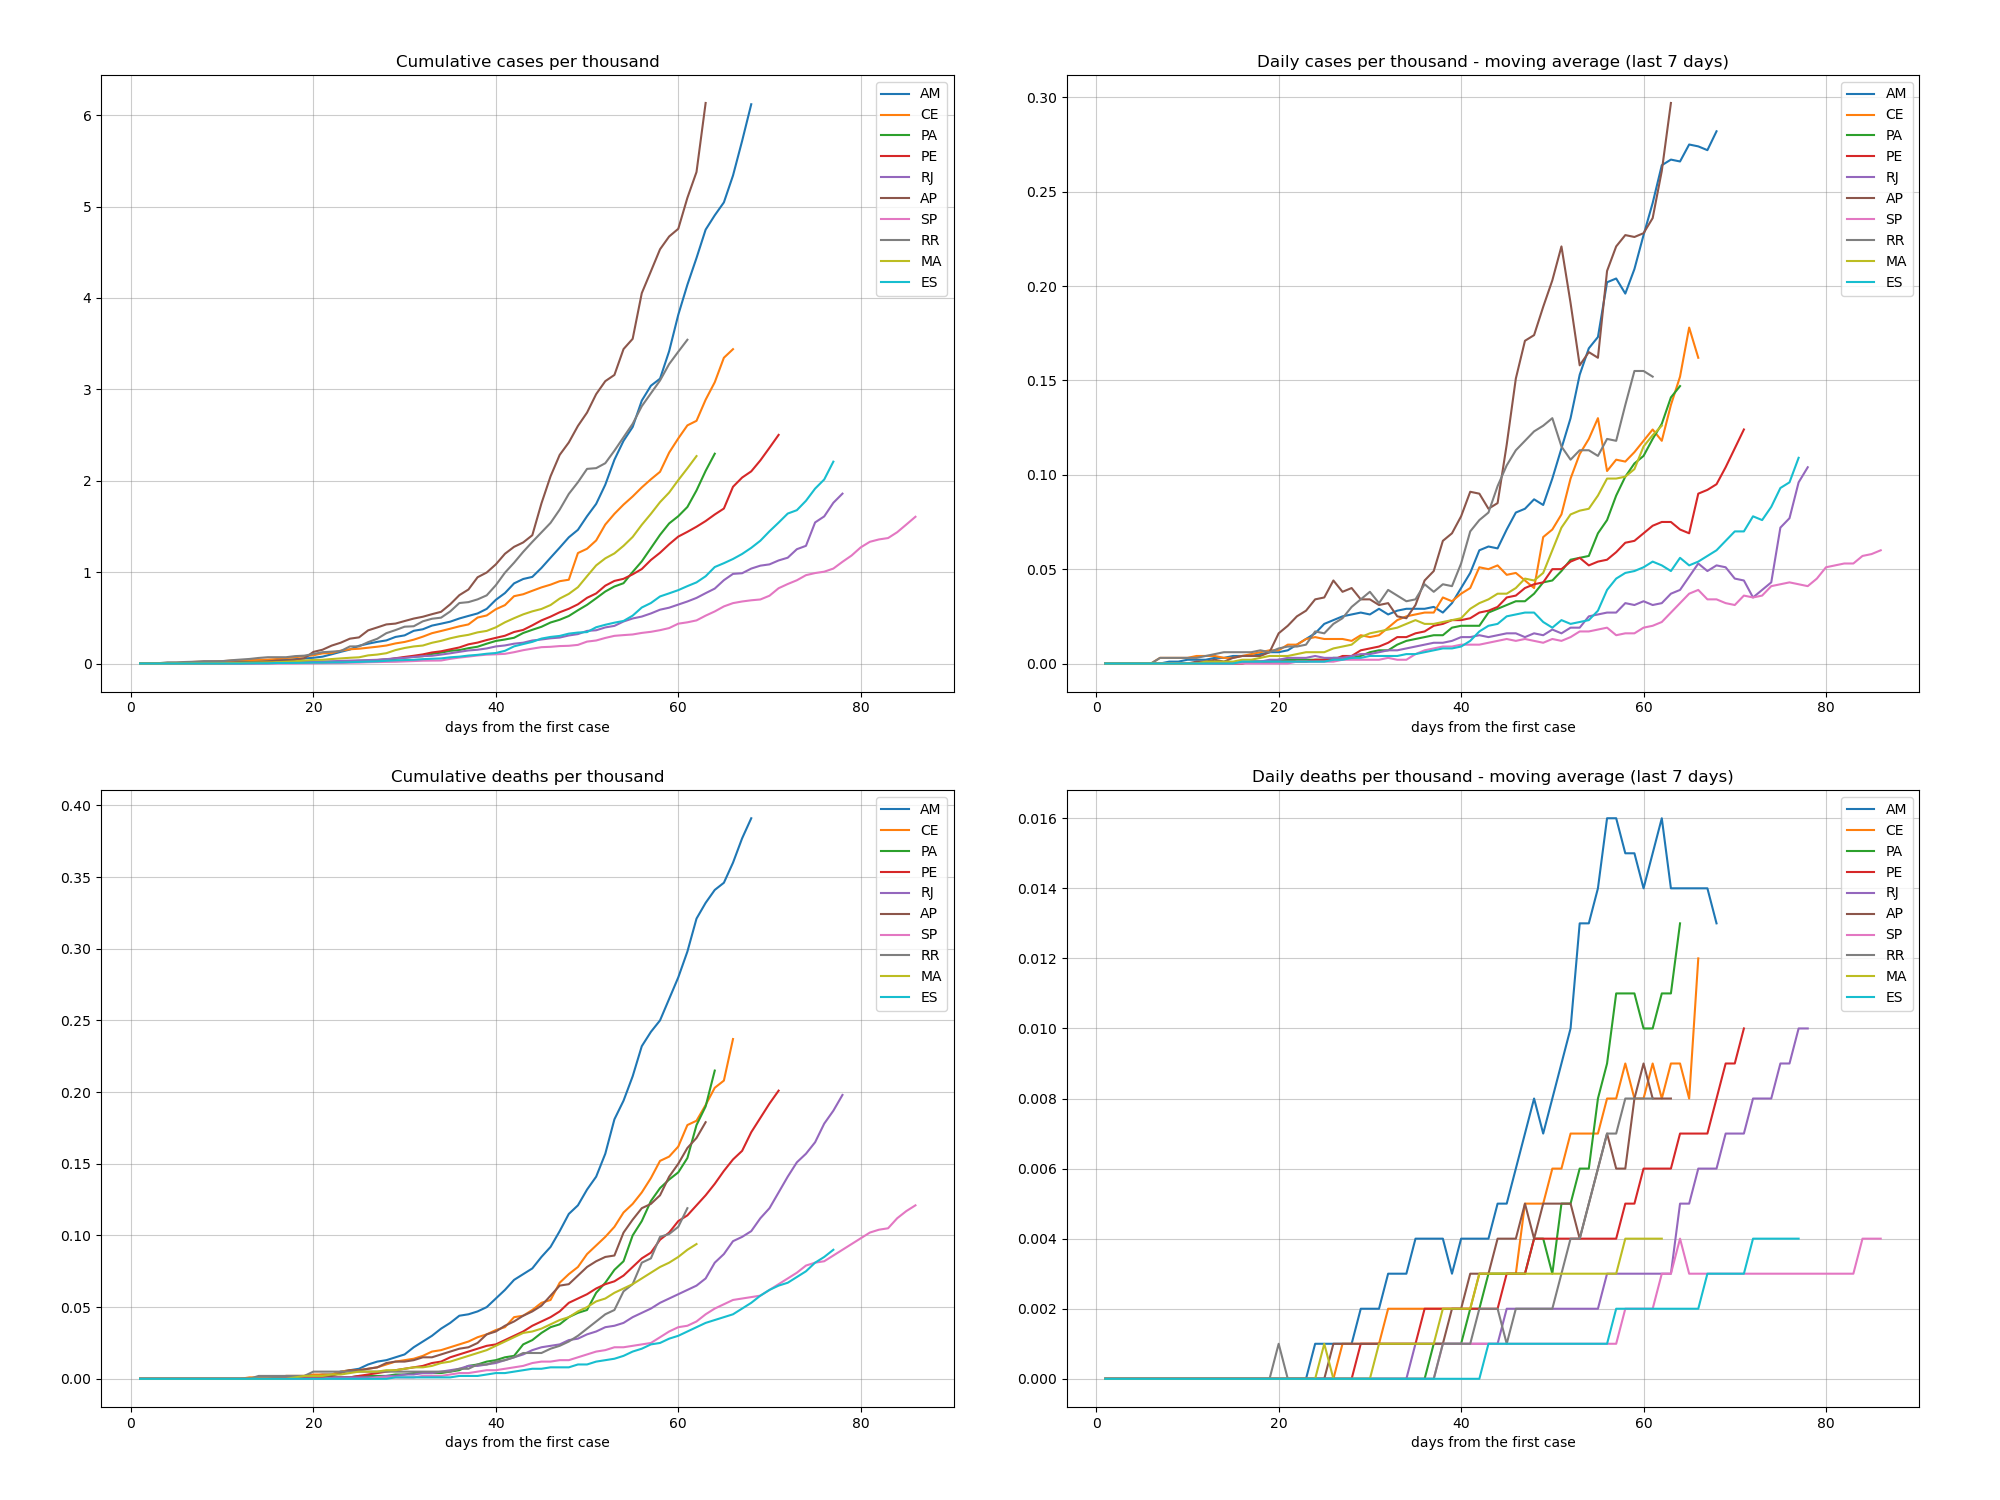 Cumulative cases per thousand
6
5
4
3
2
1
0
0 20 40 60 80
days from the first case
AM
CE
PA
PE
RJ
AP
SP
RR
MA
ES
Daily cases per thousand - moving average (last 7 days)
0.30
0.25
0.20
0.15
0.10
0.05
0.00
0 20 40 60 80
days from the first case
AM
CE
PA
PE
RJ
AP
SP
RR
MA
ES
Cumulative deaths per thousand
0.40
0.35
0.30
0.25
0.20
0.15
0.10
0.05
0.00
0 20 40 60 80
days from the first case
AM
CE
PA
PE
RJ
AP
SP
RR
MA
ES
Daily deaths per thousand - moving average (last 7 days)
0.016
0.014
0.012
0.010
0.008
0.006
0.004
0.002
0.000
0 20 40 60 80
days from the first case
AM
CE
PA
PE
RJ
AP
SP
RR
MA
ES